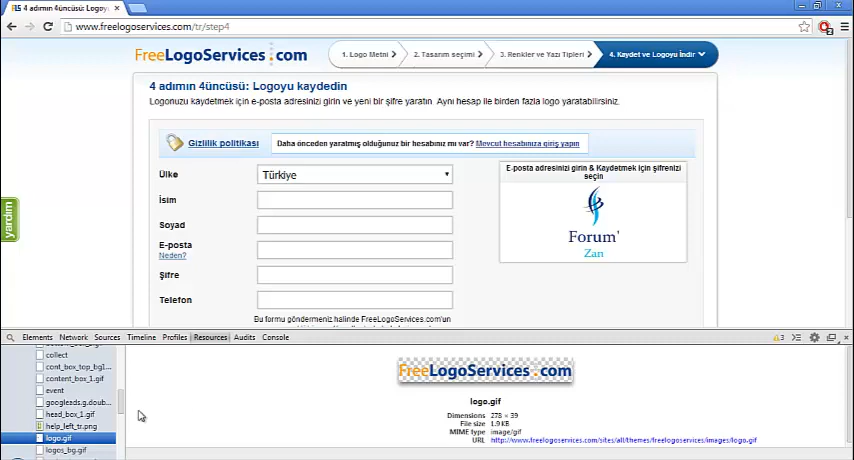 4 adımın 4üncüsü: Logoyu
www.freelogoservices.com/tr/step4
FreeLogoServices.com
1. Logo Metni
2. Tasarım seçimi
3. Renkler ve Yazı Tipleri
4. Kaydet ve Logoyu İndir
4 adımın 4üncüsü: Logoyu kaydedin
Logonuzu kaydetmek için e-posta adresinizi girin ve yeni bir şifre yaratın. Aynı hesap ile birden fazla logo yaratabilirsiniz.
Gizlilik politikası
Daha önceden yaratmış olduğunuz bir hesabınız mı var? Mevcut hesabınıza giriş yapın
yardım
Ülke
Türkiye
İsim
Soyad
E-posta
Neden?
Şifre
Telefon
Bu formu göndermeniz halinde FreeLogoServices.com'un
E-posta adresinizi girin & Kaydetmek için şifrenizi
seçin
Forum'
Zan
Elements Network Sources Timeline Profiles Resources Audits Console
3
collect
cont_box_top_bg1...
content_box_1.gif
event
googleads.g.doub...
head_box_1.gif
help_left_tr.png
logo.gif
logos_bg.gif
FreeLogoServices.com
logo.gif
Dimensions 278 × 39
File size 1.9 KB
MIME type image/gif
URL http://www.freelogoservices.com/sites/all/themes/freelogoservices/images/logo.gif